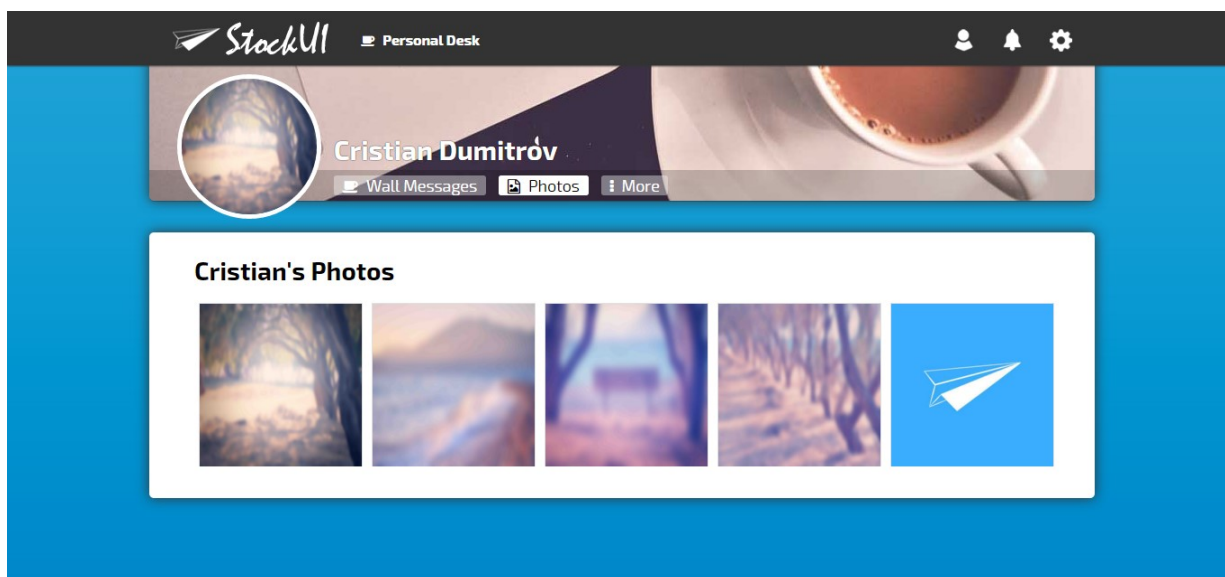 StockUI
Personal Desk
Cristian Dumitrov
Wall Messages
Photos
More
Cristian's Photos